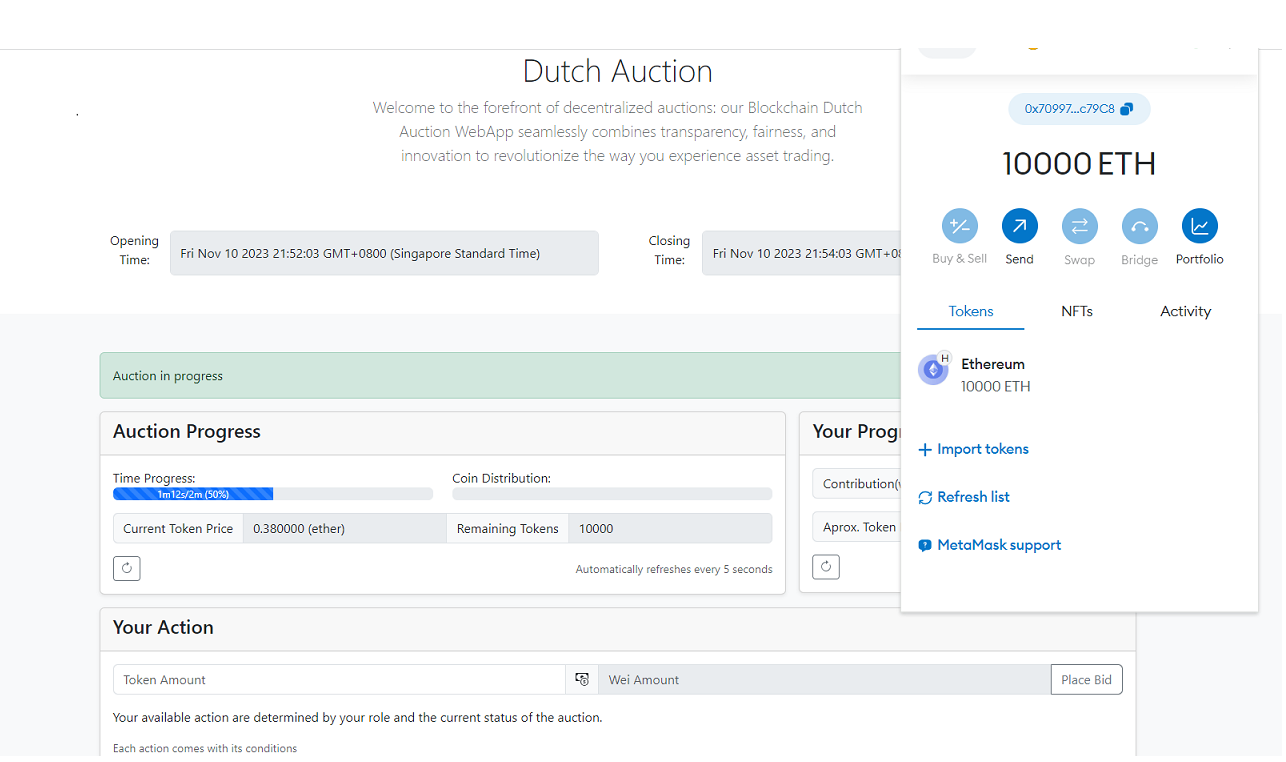 Dutch Auction
Welcome to the forefront of decentralized auctions: our Blockchain Dutch
Auction WebApp seamlessly combines transparency, fairness, and
innovation to revolutionize the way you experience asset trading.
Opening
Time:
Fri Nov 10 2023 21:52:03 GMT+0800 (Singapore Standard Time)
Closing
Time:
Fri Nov 10 2023 21:54:03 GMT+08
Auction in progress
Auction Progress
Time Progress:
1m12s/2m (50%)
Coin Distribution:
Current Token Price
0.380000 (ether)
Remaining Tokens
10000
Automatically refreshes every 5 seconds
Your Prog
Contribution(
Aprox. Token
Your Action
Token Amount
Wei Amount
Place Bid
Your available action are determined by your role and the current status of the auction.
Each action comes with its conditions
0x70997...c79C8
10000 ETH
Buy & Sell
Send
Swap
Bridge
Portfolio
Tokens
NFTs
Activity
H
Ethereum
10000 ETH
Import tokens
Refresh list
MetaMask support